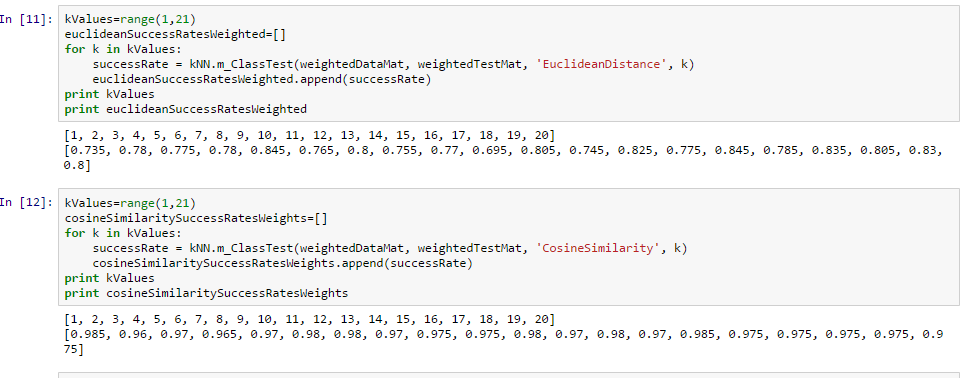 In [11]:
kValues=range(1,21)
euclideanSuccessRatesWeighted=[]
for k in kValues:
    successRate = kNN.m_ClassTest(weightedDataMat, weightedTestMat, 'EuclideanDistance', k)
    euclideanSuccessRatesWeighted.append(successRate)
print kValues
print euclideanSuccessRatesWeighted
[1, 2, 3, 4, 5, 6, 7, 8, 9, 10, 11, 12, 13, 14, 15, 16, 17, 18, 19, 20]
[0.735, 0.78, 0.775, 0.78, 0.845, 0.765, 0.8, 0.755, 0.77, 0.695, 0.805, 0.745, 0.825, 0.775, 0.845, 0.785, 0.835, 0.805, 0.83,
0.8]
In [12]:
kValues=range(1,21)
cosineSimilaritySuccessRatesWeights=[]
for k in kValues:
    successRate = kNN.m_ClassTest(weightedDataMat, weightedTestMat, 'CosineSimilarity', k)
    cosineSimilaritySuccessRatesWeights.append(successRate)
print kValues
print cosineSimilaritySuccessRatesWeights
[1, 2, 3, 4, 5, 6, 7, 8, 9, 10, 11, 12, 13, 14, 15, 16, 17, 18, 19, 20]
[0.985, 0.96, 0.97, 0.965, 0.97, 0.98, 0.98, 0.97, 0.975, 0.975, 0.98, 0.97, 0.98, 0.97, 0.985, 0.975, 0.975, 0.975, 0.975, 0.9
75]